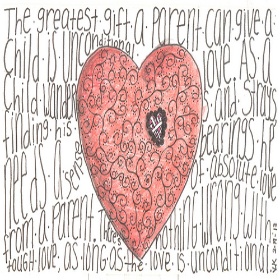 The greatest gift a parent can give a
child is unconditional love. As a
child wanders and strays
finding his bearings, he
needs a sense of absolute love
from a parent. There's nothing wrong with
tough love, as long as the love is unconditional